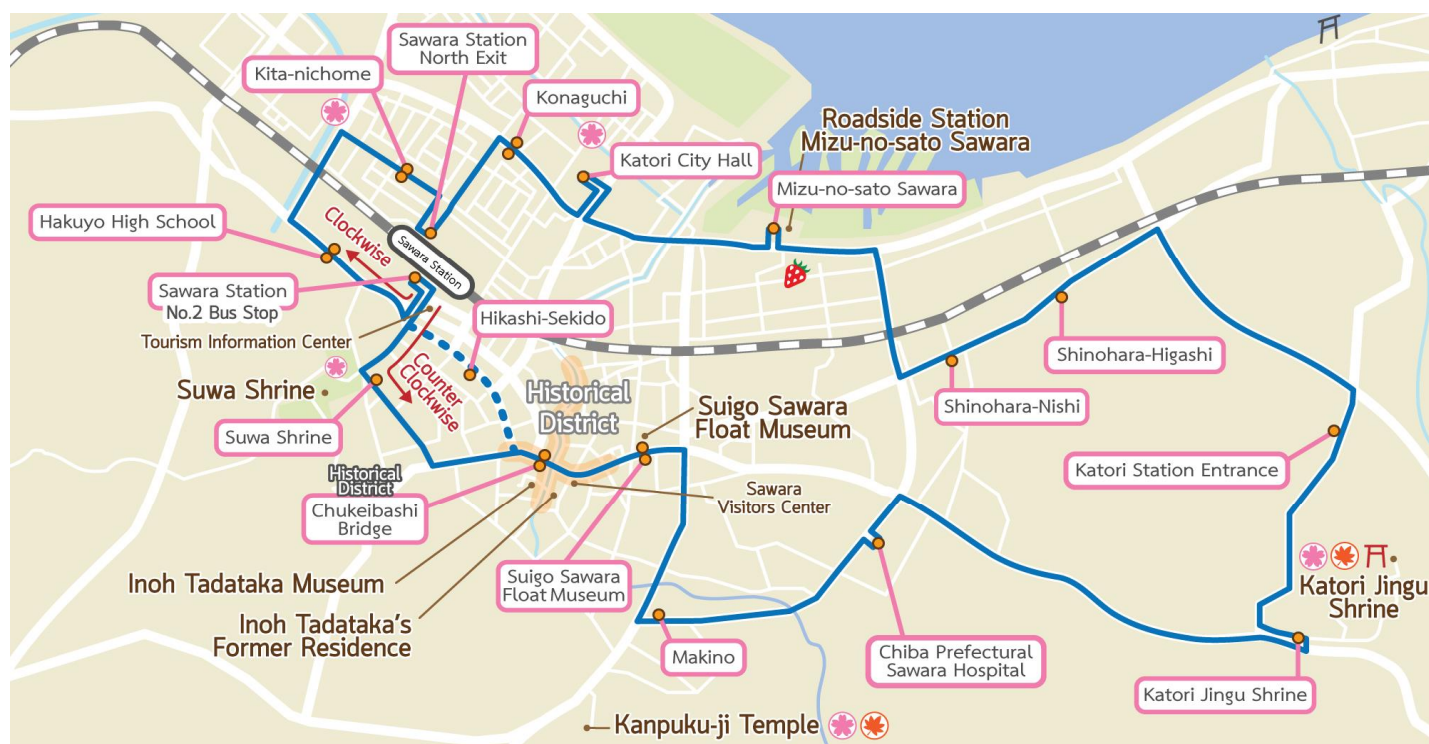 Sawara Station
North Exit
Kita-nichome
Konaguchi
Roadside Station
Mizu-no-sato Sawara
Katori City Hall
Mizu-no-sato Sawara
Hakuyo High School
Clockwise
Sawara Station
Sawara Station
No.2 Bus Stop
Tourism Information Center
Hikashi-Sekido
Counter
Clockwise
Suwa Shrine
Suwa Shrine
Historical
District
Suigo Sawara
Float Museum
Shinohara-Higashi
Shinohara-Nishi
Katori Station Entrance
Historical
District
Chukeibashi
Bridge
Sawara
Visitors Center
Inoh Tadataka Museum
Inoh Tadataka's
Former Residence
Suigo Sawara
Float Museum
Makino
Chiba Prefectural
Sawara Hospital
Katori Jingu
Shrine
Katori Jingu Shrine
Kanpuku-ji Temple